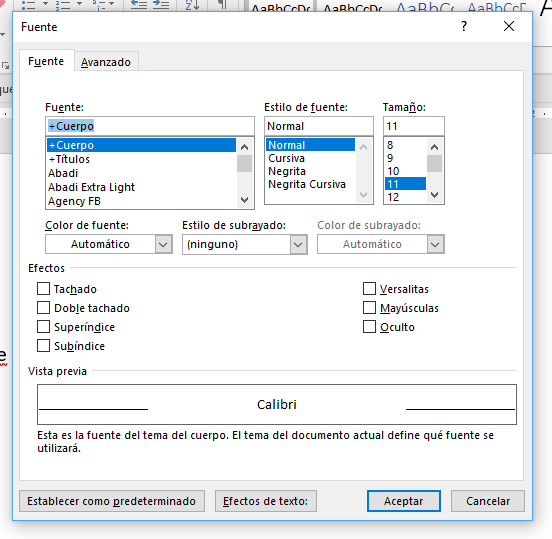 AaBbCcDc AaBbCcDc
Fuente
Fuente Avanzado
Fuente: Estilo de fuente: Tamaño:
+Cuerpo Normal 11
+Cuerpo Normal 8
+Títulos Cursiva 9
Abadi Negrita 10
Abadi Extra Light Negrita Cursiva 11
Agency FB 12
Color de fuente: Estilo de subrayado: Color de subrayado:
Automático (ninguno) Automático
Efectos
Tachado Versalitas
Doble tachado Mayúsculas
Superíndice Oculto
Subíndice
Vista previa
Calibri
Esta es la fuente del tema del cuerpo. El tema del documento actual define qué fuente se
utilizará.
Establecer como predeterminado Efectos de texto: Aceptar Cancelar